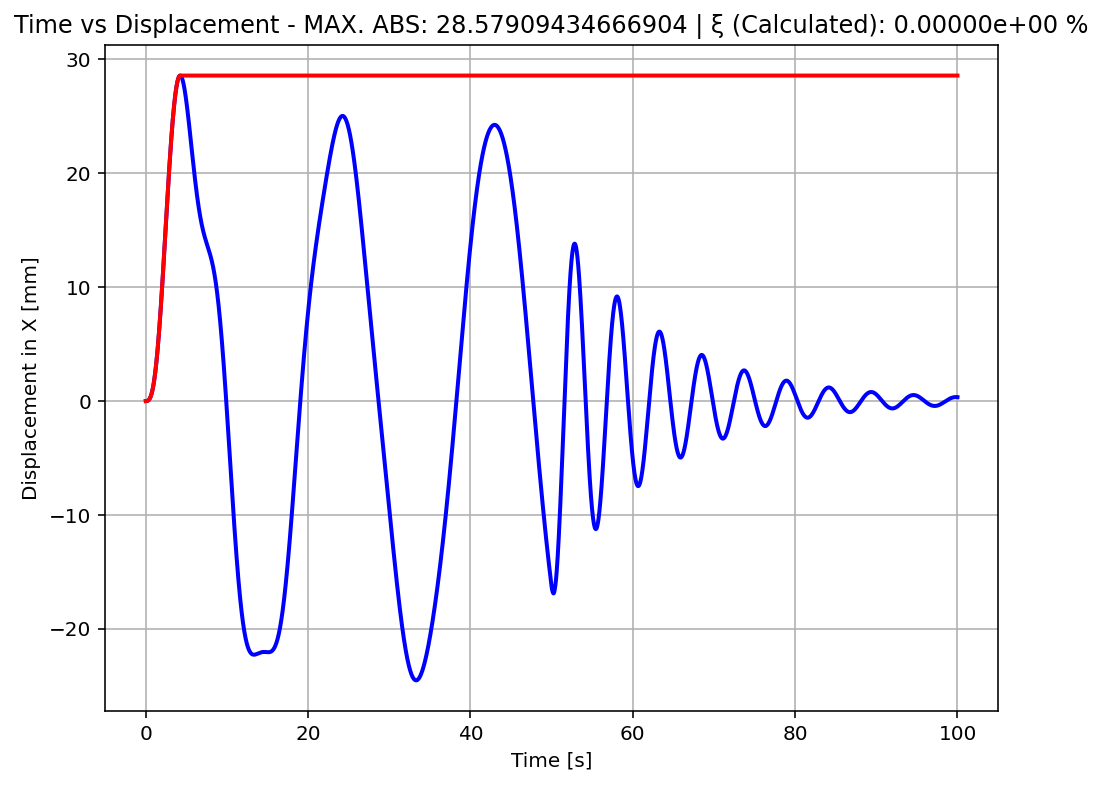 Time vs Displacement - MAX. ABS: 28.57909434666904 | ξ (Calculated): 0.00000e+00 %
30
20
10
0
−10
−20
Displacement in X [mm]
0 20 40 60 80 100
Time [s]